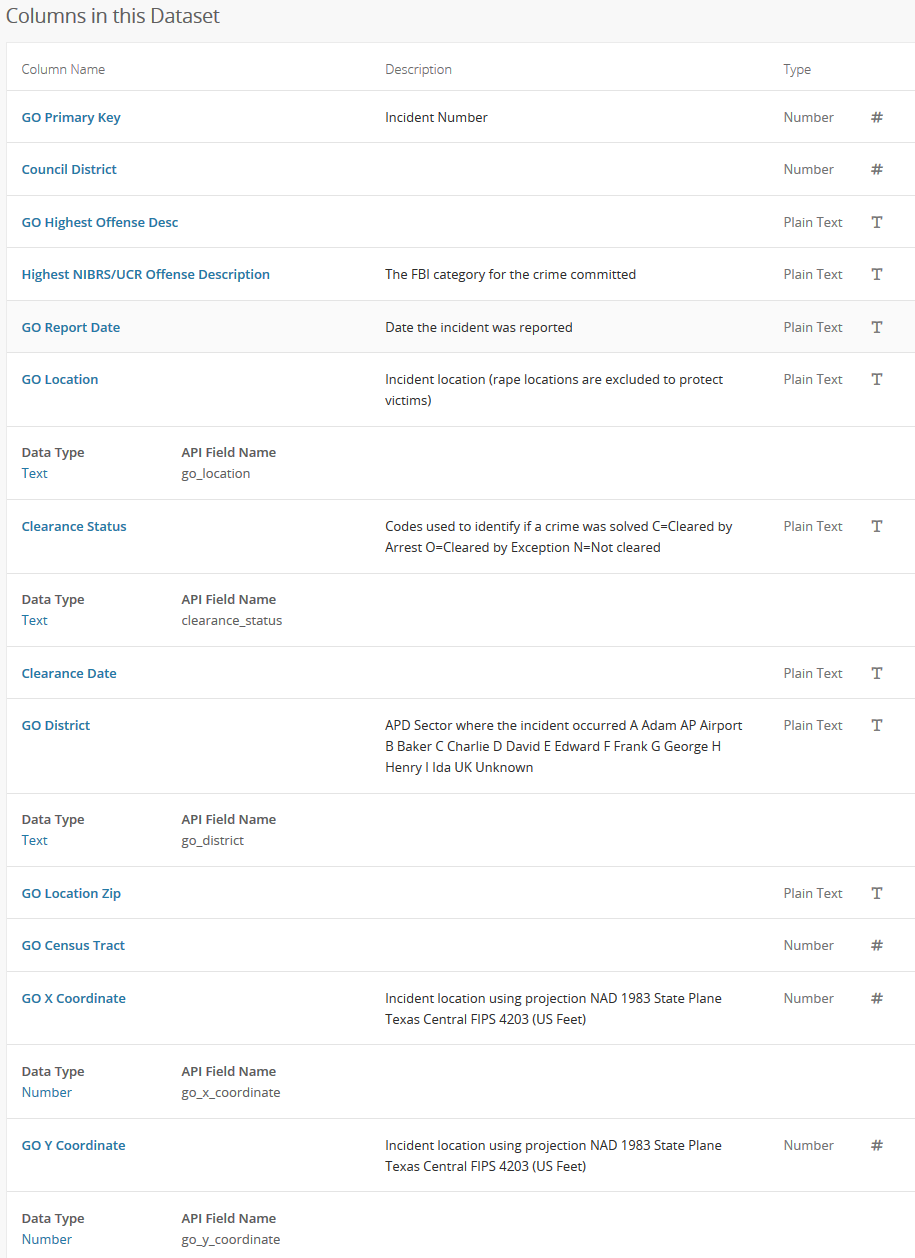 Columns in this Dataset
Column Name Description Type
GO Primary Key Incident Number Number #
Council District Number #
GO Highest Offense Desc Plain Text T
Highest NIBRS/UCR Offense Description The FBI category for the crime committed Plain Text T
GO Report Date Date the incident was reported Plain Text T
GO Location Incident location (rape locations are excluded to protect Plain Text T
victims)
Data Type API Field Name
Text go_location
Clearance Status Codes used to identify if a crime was solved C=Cleared by Plain Text T
Arrest O=Cleared by Exception N=Not cleared
Data Type API Field Name
Text clearance_status
Clearance Date Plain Text T
GO District APD Sector where the incident occurred A Adam AP Airport Plain Text T
B Baker C Charlie D David E Edward F Frank G George H
Henry I Ida UK Unknown
Data Type API Field Name
Text go_district
GO Location Zip Plain Text T
GO Census Tract Number #
GO X Coordinate Incident location using projection NAD 1983 State Plane Number #
Texas Central FIPS 4203 (US Feet)
Data Type API Field Name
Number go_x_coordinate
GO Y Coordinate Incident location using projection NAD 1983 State Plane Number #
Texas Central FIPS 4203 (US Feet)
Data Type API Field Name
Number go_y_coordinate